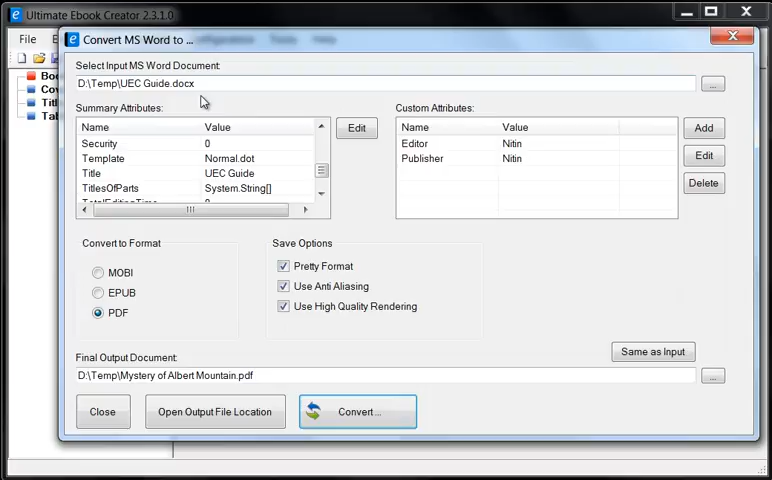 Ultimate Ebook Creator 2.3.1.0
File
Convert MS Word to ...
Select Input MS Word Document:
D:\Temp\UEC Guide.docx
...
Summary Attributes:
Custom Attributes:
Name Value
Edit
Name Value
Add
Security 0
Editor Nitin
Template Normal.dot
Publisher Nitin
Edit
Title UEC Guide
TitlesOfParts System.String[]
Delete
TotalEditingTime 0
Convert to Format
Save Options
MOBI
Pretty Format
EPUB
Use Anti Aliasing
PDF
Use High Quality Rendering
Same as Input
Final Output Document:
D:\Temp\Mystery of Albert Mountain.pdf
...
Close
Open Output File Location
Convert ...